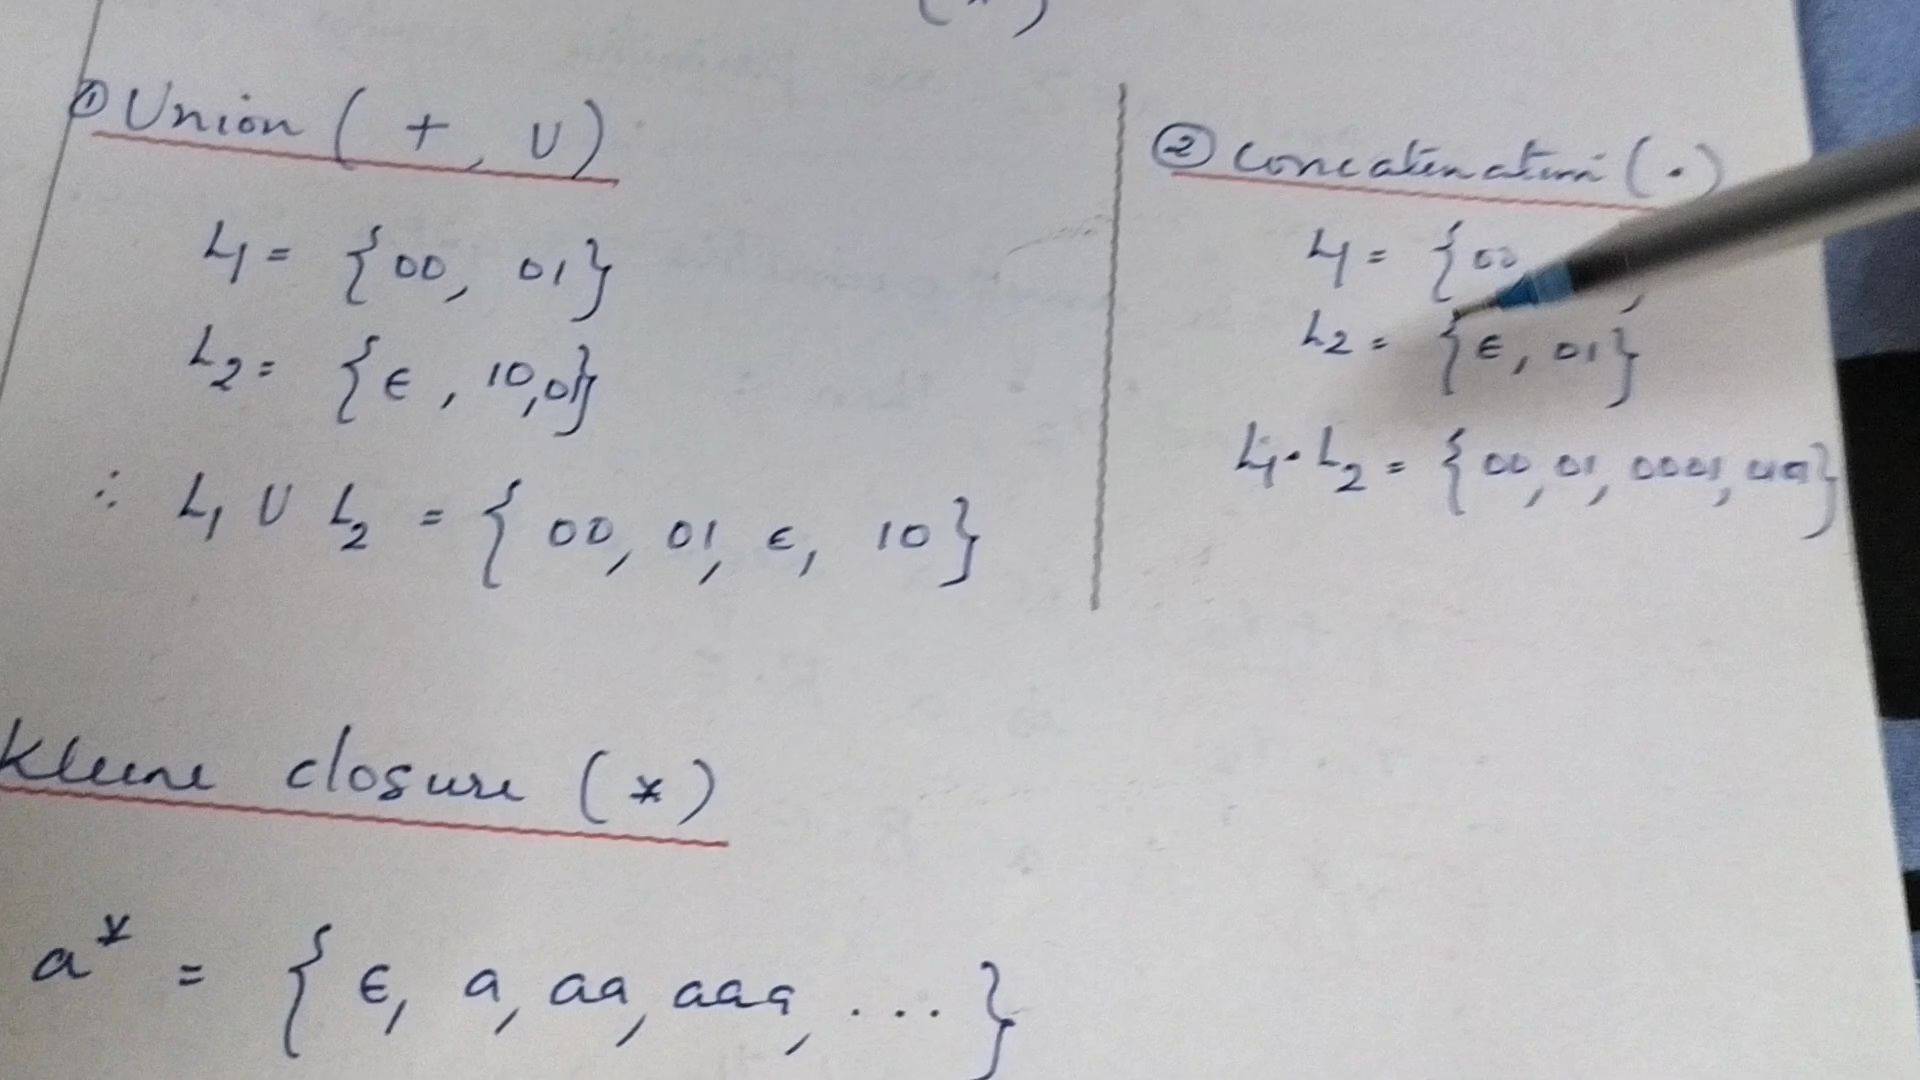 (*)
① Union ( +, ∪ )
L1 = {00, 01}
L2 = {ϵ, 10, 01}
∴ L1 ∪ L2 = {00, 01, ϵ, 10}
② Concatenation (.)
L1 = {00
L2 = {ϵ, 01}
L1.L2 = {00, 01, 0001,
Kleene closure (*)
a* = {ϵ, a, aa, aaa, ...}